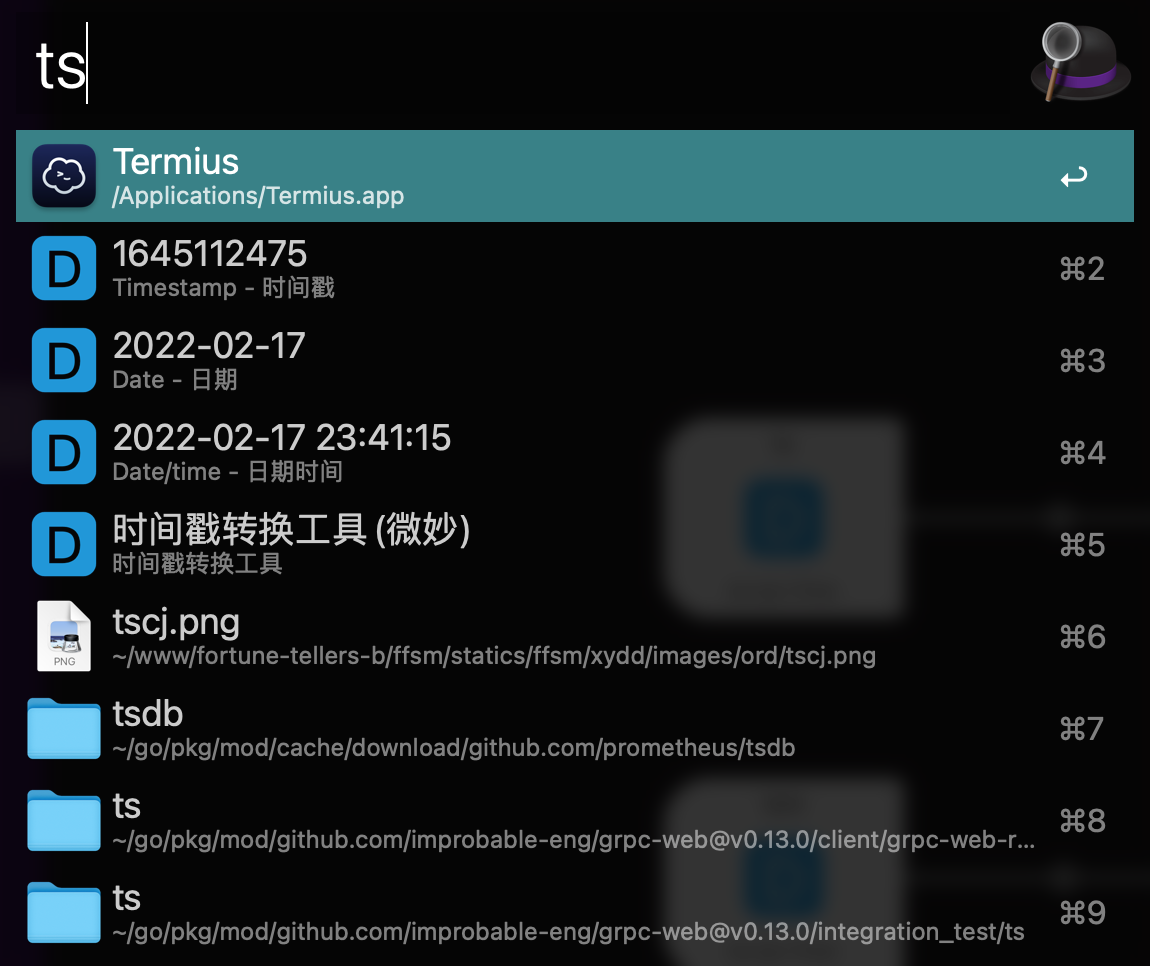 ts
Termius
/Applications/Termius.app
D
1645112475
Timestamp - 时间戳
⌘2
D
2022-02-17
Date - 日期
⌘3
D
2022-02-17 23:41:15
Date/time - 日期时间
⌘4
D
时间戳转换工具 (微妙)
时间戳转换工具
⌘5
PNG
tscj.png
~/www/fortune-tellers-b/ffsm/statics/ffsm/xydd/images/ord/tscj.png
⌘6
tsdb
~/go/pkg/mod/cache/download/github.com/prometheus/tsdb
⌘7
ts
~/go/pkg/mod/github.com/improbable-eng/grpc-web@v0.13.0/client/grpc-web-r...
⌘8
ts
~/go/pkg/mod/github.com/improbable-eng/grpc-web@v0.13.0/integration_test/ts
⌘9